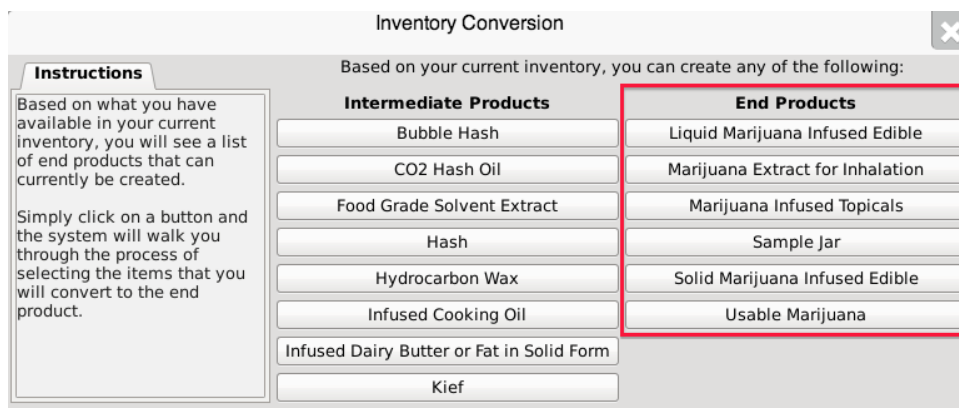 Inventory Conversion
Instructions
Based on what you have
available in your current
inventory, you will see a list
of end products that can
currently be created.
Simply click on a button and
the system will walk you
through the process of
selecting the items that you
will convert to the end
product.
Based on your current inventory, you can create any of the following:
Intermediate Products
Bubble Hash
CO2 Hash Oil
Food Grade Solvent Extract
Hash
Hydrocarbon Wax
Infused Cooking Oil
Infused Dairy Butter or Fat in Solid Form
Kief
End Products
Liquid Marijuana Infused Edible
Marijuana Extract for Inhalation
Marijuana Infused Topicals
Sample Jar
Solid Marijuana Infused Edible
Usable Marijuana